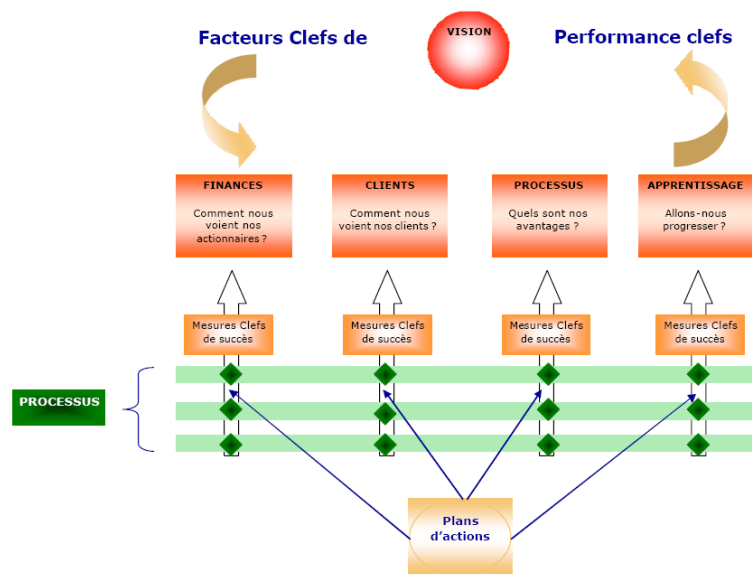 Facteurs Clefs de
VISION
Performance clefs
FINANCES
Comment nous
voient nos
actionnaires ?
CLIENTS
Comment nous
voient nos clients ?
PROCESSUS
Quels sont nos
avantages ?
APPRENTISSAGE
Allons-nous
progresser ?
Mesures Clefs
de succès
Mesures Clefs
de succès
Mesures Clefs
de succès
Mesures Clefs
de succès
PROCESSUS
Plans
d'actions